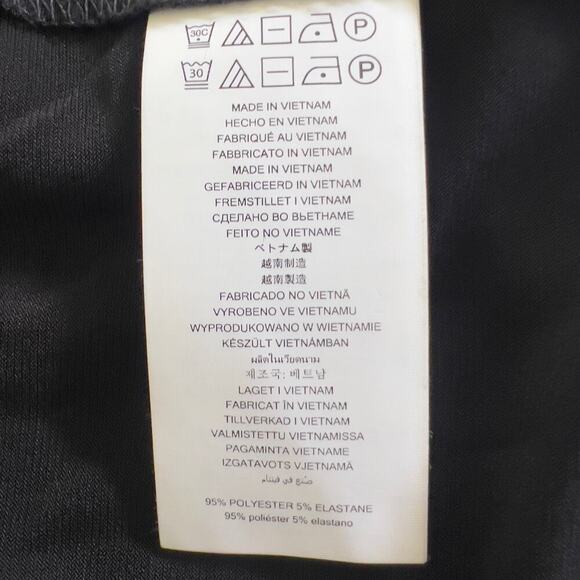 30C P
30 P
MADE IN VIETNAM
HECHO EN VIETNAM
FABRIQUÉ AU VIETNAM
FABBRICATO IN VIETNAM
MADE IN VIETNAM
GEFABRICEERD IN VIETNAM
FREMSTILLET I VIETNAM
СДЕЛАНО ВО ВЬЕТНАМЕ
FEITO NO VIETNAME
ベトナム製
越南制造
越南製造
FABRICADO NO VIETNÃ
VYROBENO VE VIETNAMU
WYPRODUKOWANO W WIETNAMIE
KÉSZÜLT VIETNÁMBAN
ผลิตในเวียดนาม
제조국: 베트남
LAGET I VIETNAM
FABRICAT ÎN VIETNAM
TILLVERKAD I VIETNAM
VALMISTETTU VIETNAMISSA
PAGAMINTA VIETNAME
IZGATAVOTS VJETNAMĀ
صنع في فيتنام
95% POLYESTER 5% ELASTANE
95% poliéster 5% elastano